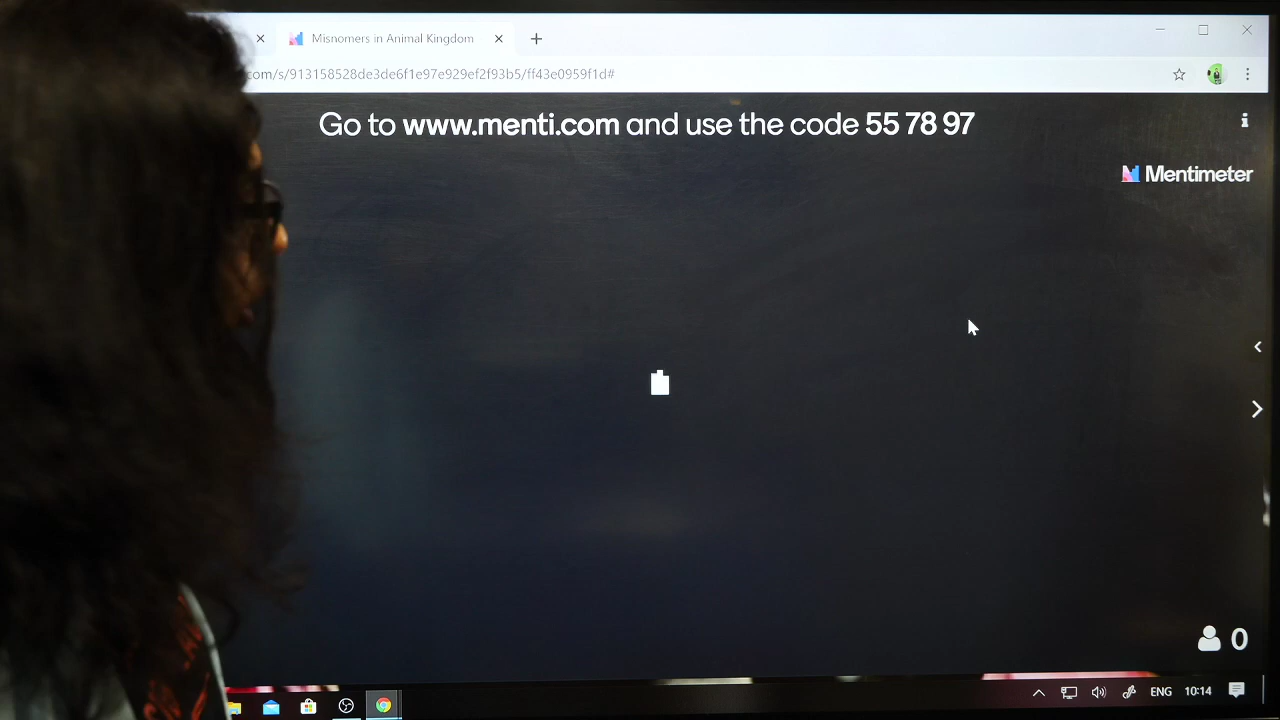 Misnomers in Animal Kingdom
com/s/913158528de3de6f1e97e929ef2f93b5/ff43e0959f1d#
Go to www.menti.com and use the code 55 78 97
Mentimeter
0
ENG 10:14